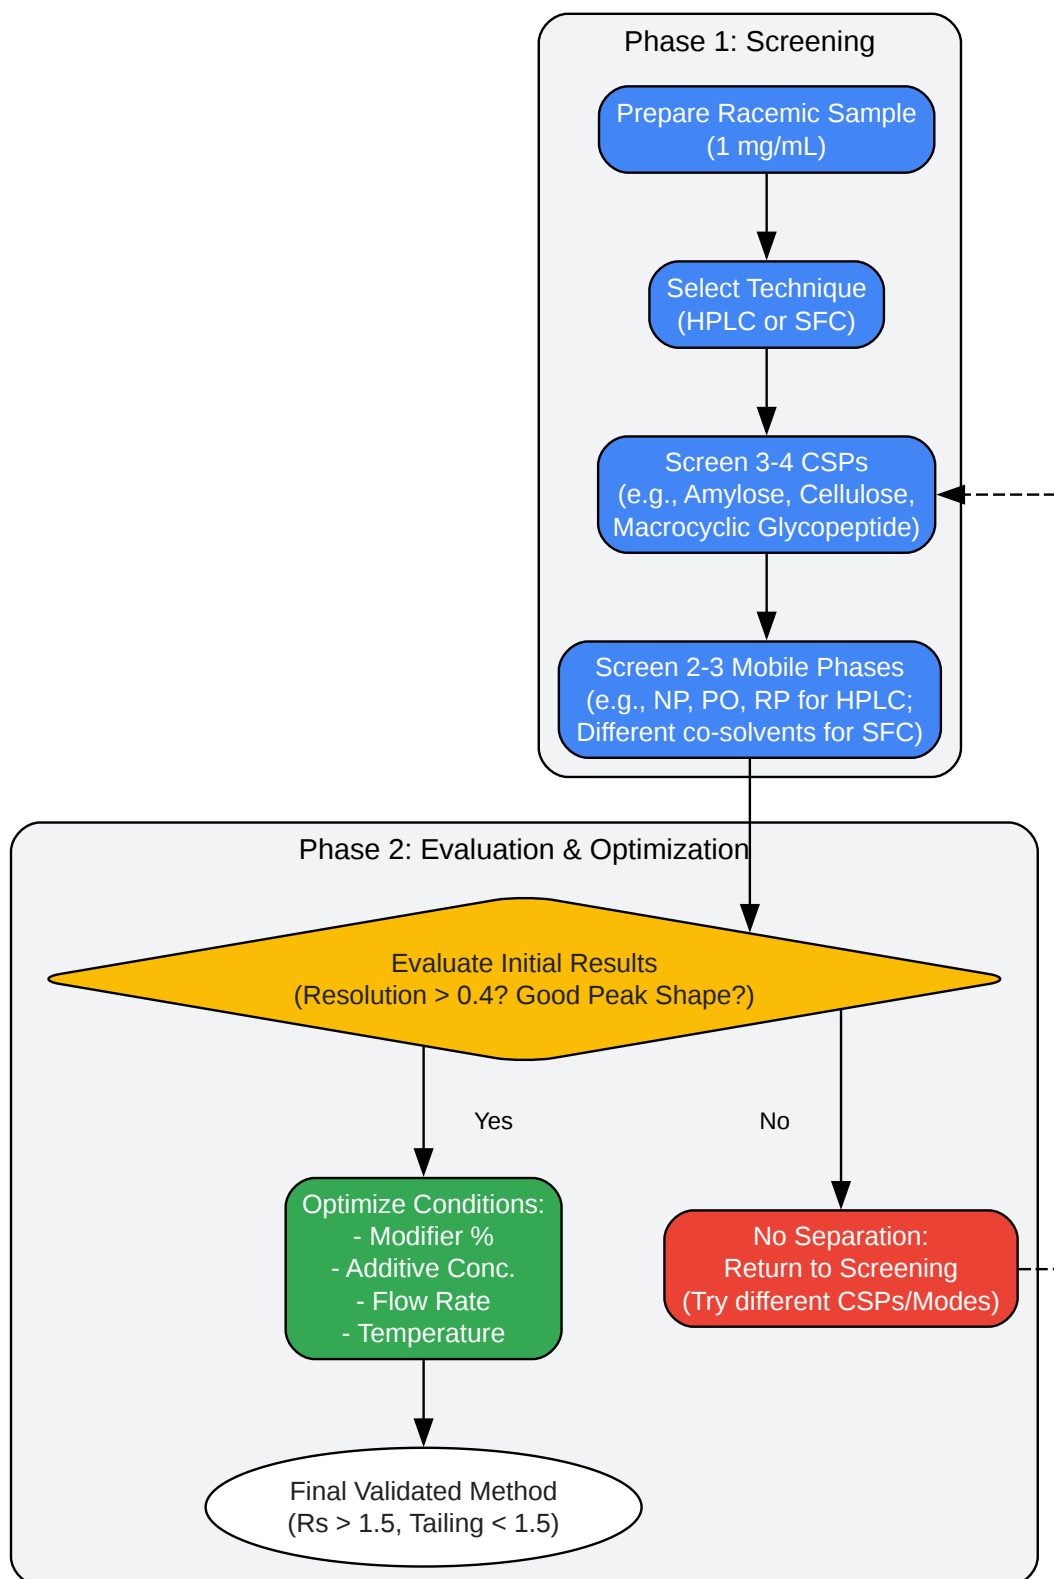 Phase 1: Screening
Prepare Racemic Sample
(1 mg/mL)
Select Technique
(HPLC or SFC)
Screen 3-4 CSPs
(e.g., Amylose, Cellulose,
Macrocyclic Glycopeptide)
Screen 2-3 Mobile Phases
(e.g., NP, PO, RP for HPLC;
Different co-solvents for SFC)
Phase 2: Evaluation & Optimization
Evaluate Initial Results
(Resolution > 0.4? Good Peak Shape?)
Yes
No
Optimize Conditions:
- Modifier %
- Additive Conc.
- Flow Rate
- Temperature
No Separation:
Return to Screening
(Try different CSPs/Modes)
Final Validated Method
(Rs > 1.5, Tailing < 1.5)